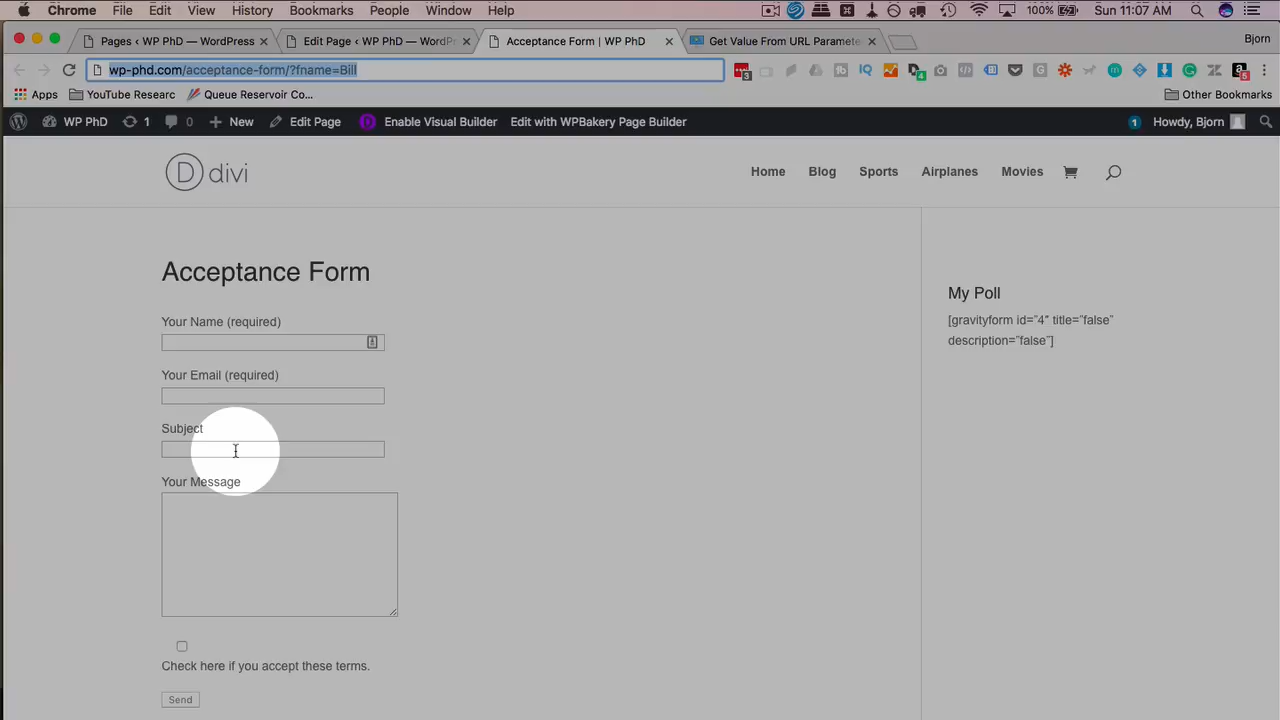 Chrome File Edit View History Bookmarks People Window Help 100% Sun 11:07 AM
Pages ‹ WP PhD — WordPress Edit Page ‹ WP PhD — WordPr Acceptance Form | WP PhD Get Value From URL Paramete Bjorn
wp-phd.com/acceptance-form/?fname=Bill
Apps YouTube Researc Queue Reservoir Co... Other Bookmarks
WP PhD 1 0 New Edit Page Enable Visual Builder Edit with WPBakery Page Builder 1 Howdy, Bjorn
D divi Home Blog Sports Airplanes Movies
Acceptance Form
Your Name (required)
Your Email (required)
Subject
Your Message
Check here if you accept these terms.
Send
My Poll
[gravityform id="4" title="false"
description="false"]